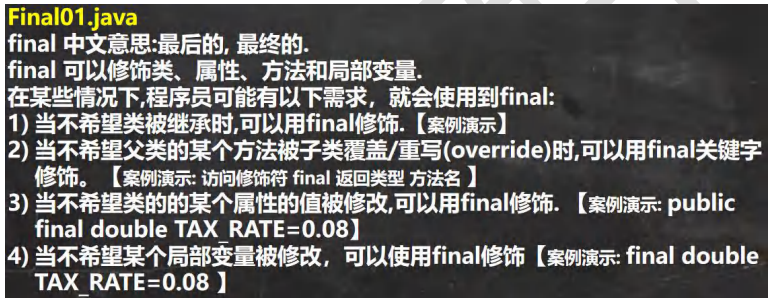 Final01.java
final 中文意思:最后的, 最终的.
final 可以修饰类、属性、方法和局部变量.
在某些情况下,程序员可能有以下需求，就会使用到final:
1) 当不希望类被继承时,可以用final修饰.【案例演示】
2) 当不希望父类的某个方法被子类覆盖/重写(override)时,可以用final关键字
修饰。【案例演示: 访问修饰符 final 返回类型 方法名 】
3) 当不希望类的的某个属性的值被修改,可以用final修饰. 【案例演示: public
final double TAX_RATE=0.08】
4) 当不希望某个局部变量被修改，可以使用final修饰【案例演示: final double
TAX_RATE=0.08 】